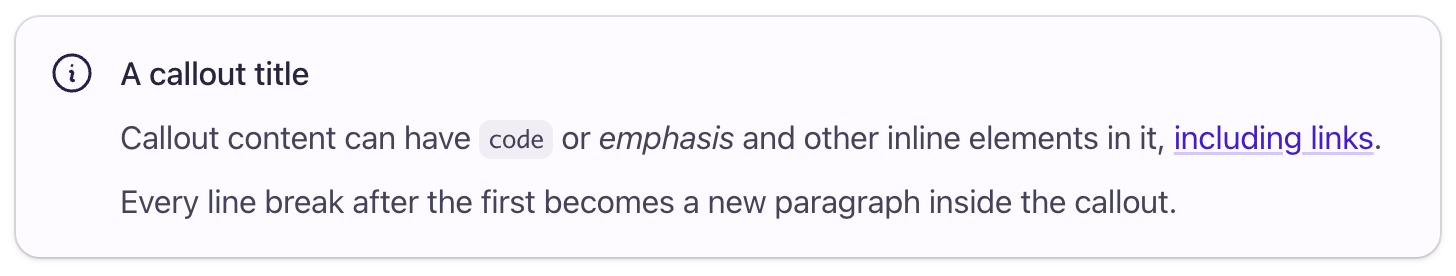 A callout title
Callout content can have code or emphasis and other inline elements in it, including links.
Every line break after the first becomes a new paragraph inside the callout.